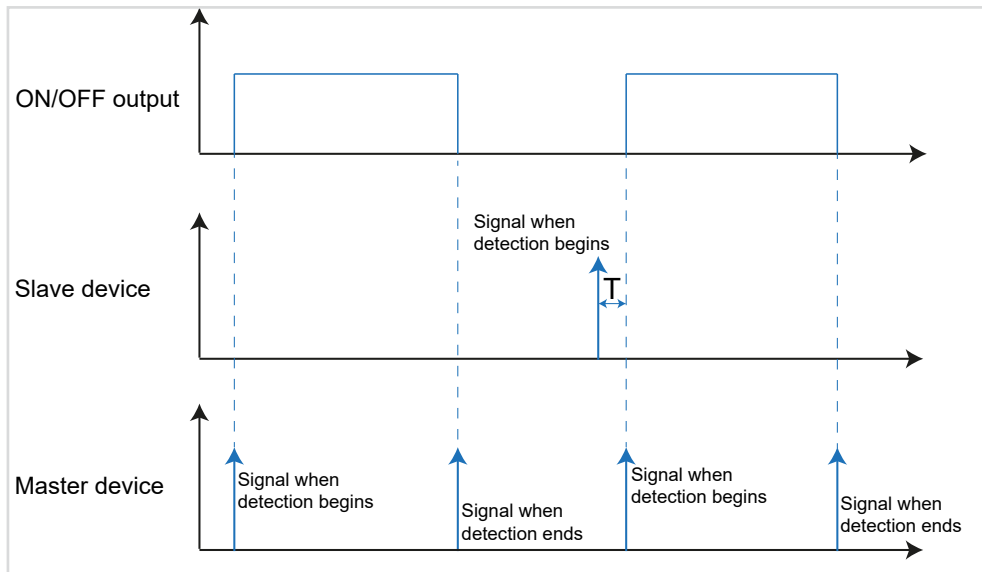 ON/OFF output
Signal when
detection begins
Slave device
T
Master device
Signal when
detection begins
Signal when
detection ends
Signal when
detection begins
Signal when
detection ends